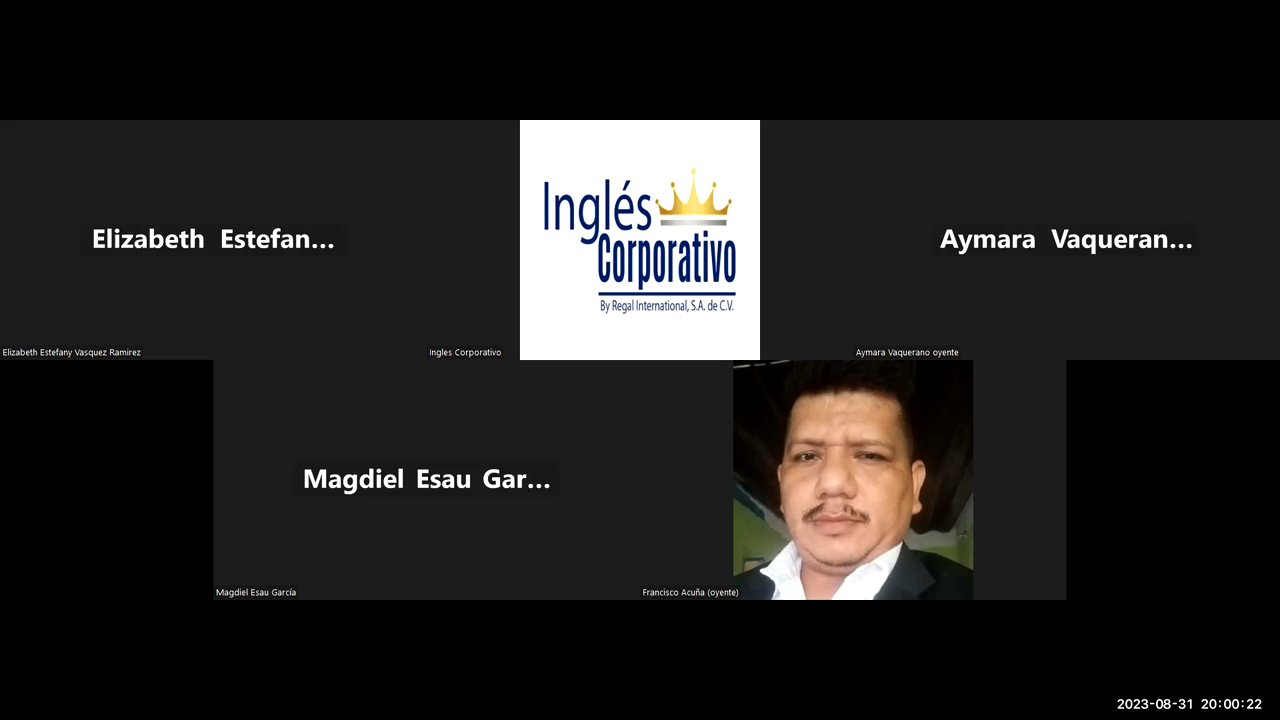 Elizabeth Estefan...
Inglés
Corporativo
By Regal International, S.A. de C.V.
Aymara Vaqueran...
Elizabeth Estefany Vasquez Ramirez
Ingles Corporativo
Aymara Vaquerano oyente
Magdiel Esau Gar...
Magdiel Esau García
Francisco Acuña (oyente)
2023-08-31 20:00:22